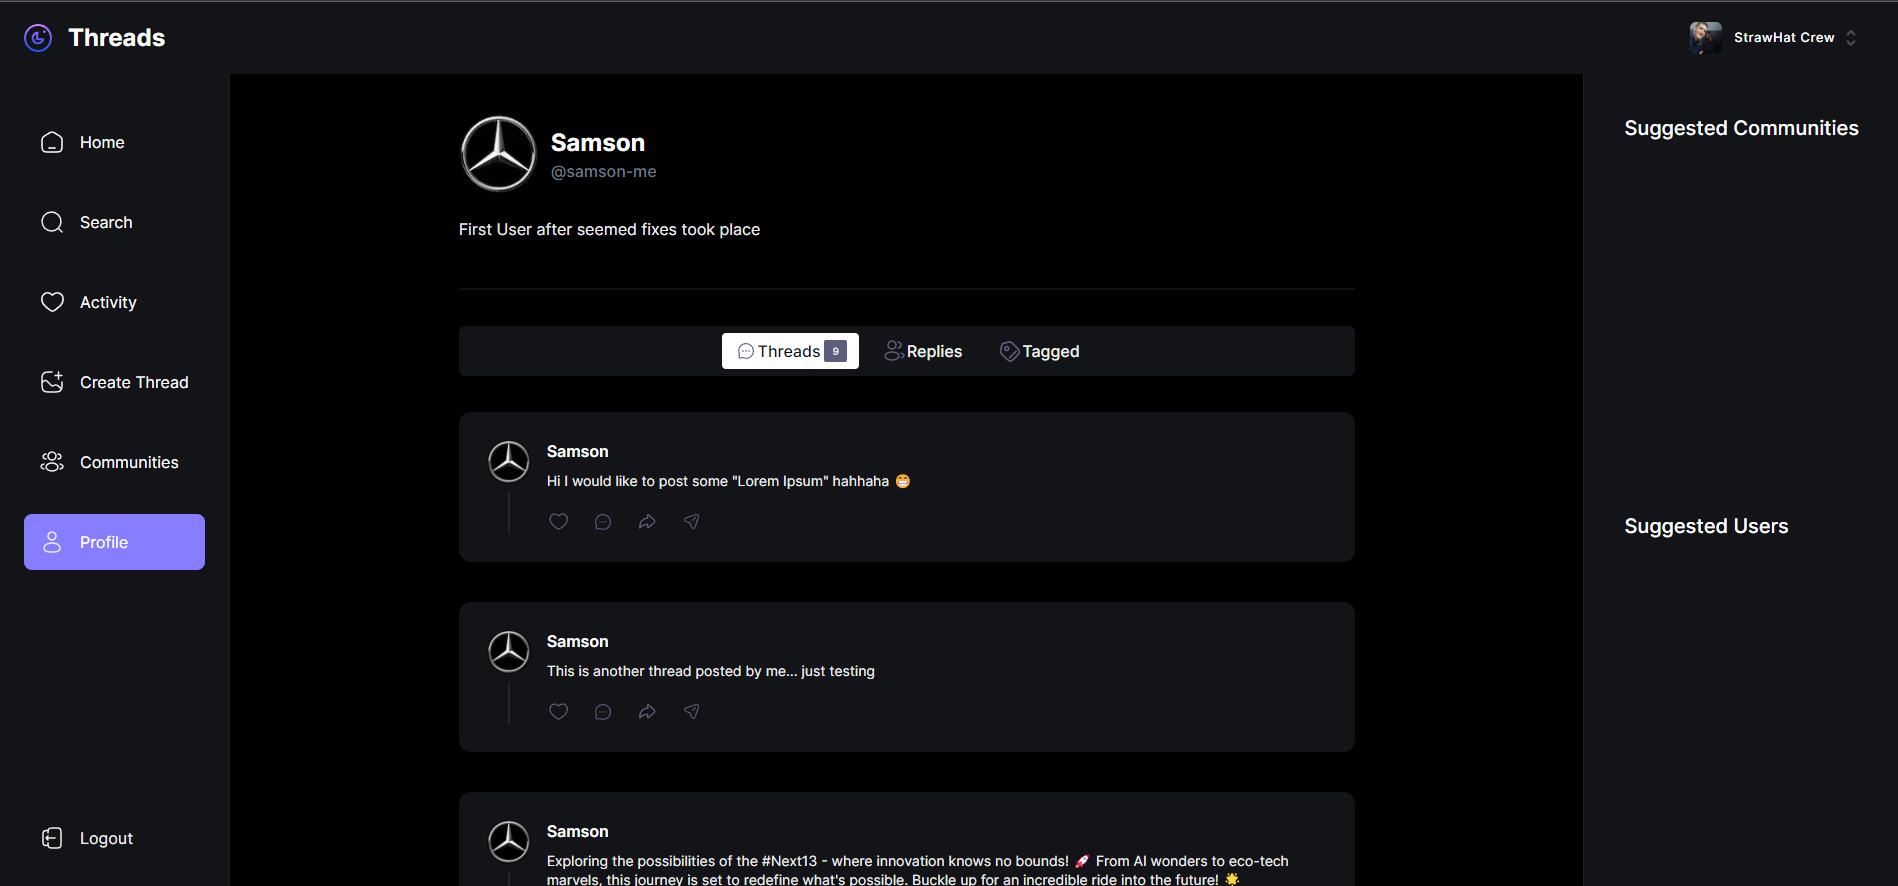 Threads
StrawHat Crew
Home
Search
Activity
Create Thread
Communities
Profile
Logout
Samson
@samson-me
First User after seemed fixes took place
Threads 9 Replies Tagged
Samson
Hi I would like to post some "Lorem Ipsum" hahhaha 😁
Samson
This is another thread posted by me... just testing
Samson
Exploring the possibilities of the #Next13 - where innovation knows no bounds! 🚀 From AI wonders to eco-tech
marvels, this journey is set to redefine what's possible. Buckle up for an incredible ride into the future! 🌟
Suggested Communities
Suggested Users